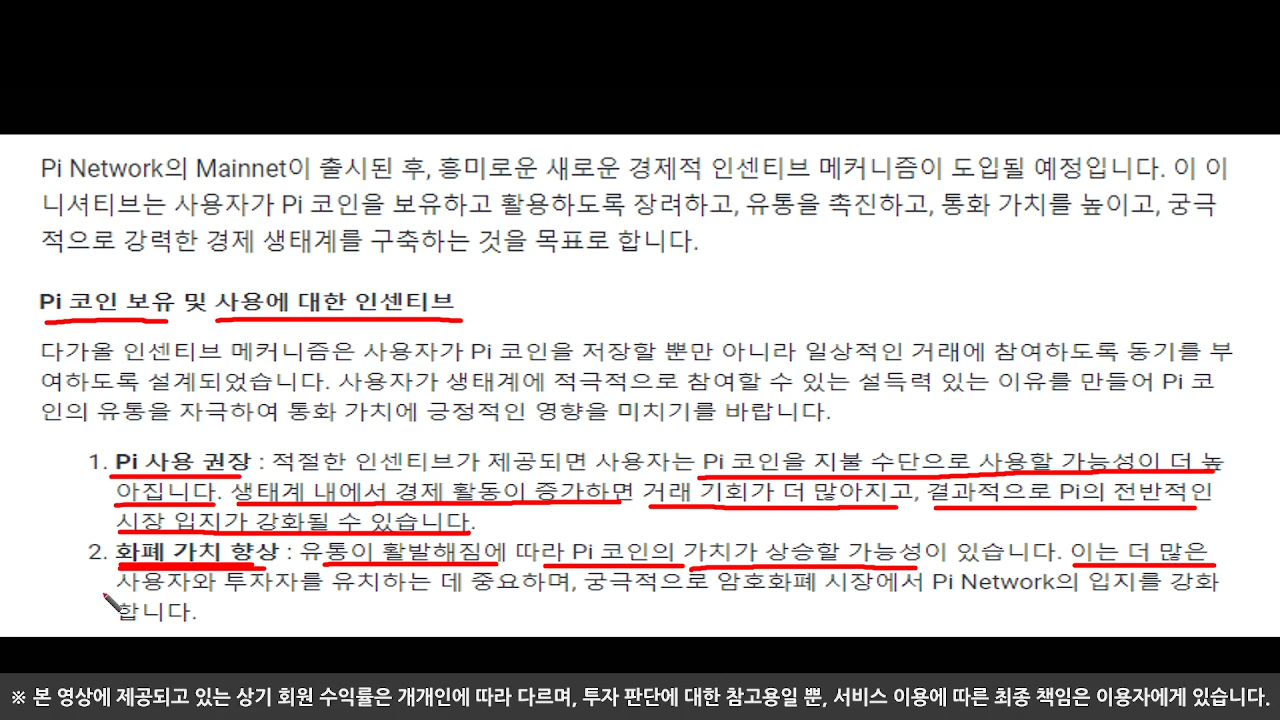 Pi Network의 Mainnet이 출시된 후, 흥미로운 새로운 경제적 인센티브 메커니즘이 도입될 예정입니다. 이 이
니셔티브는 사용자가 Pi 코인을 보유하고 활용하도록 장려하고, 유통을 촉진하고, 통화 가치를 높이고, 궁극
적으로 강력한 경제 생태계를 구축하는 것을 목표로 합니다.
Pi 코인 보유 및 사용에 대한 인센티브
다가올 인센티브 메커니즘은 사용자가 Pi 코인을 저장할 뿐만 아니라 일상적인 거래에 참여하도록 동기를 부
여하도록 설계되었습니다. 사용자가 생태계에 적극적으로 참여할 수 있는 설득력 있는 이유를 만들어 Pi 코
인의 유통을 자극하여 통화 가치에 긍정적인 영향을 미치기를 바랍니다.
1. Pi 사용 권장 : 적절한 인센티브가 제공되면 사용자는 Pi 코인을 지불 수단으로 사용할 가능성이 더 높
아집니다. 생태계 내에서 경제 활동이 증가하면 거래 기회가 더 많아지고, 결과적으로 Pi의 전반적인
시장 입지가 강화될 수 있습니다.
2. 화폐 가치 향상 : 유통이 활발해짐에 따라 Pi 코인의 가치가 상승할 가능성이 있습니다. 이는 더 많은
사용자와 투자자를 유치하는 데 중요하며, 궁극적으로 암호화폐 시장에서 Pi Network의 입지를 강화
합니다.
※ 본 영상에 제공되고 있는 상기 회원 수익률은 개개인에 따라 다르며, 투자 판단에 대한 참고용일 뿐, 서비스 이용에 따른 최종 책임은 이용자에게 있습니다.